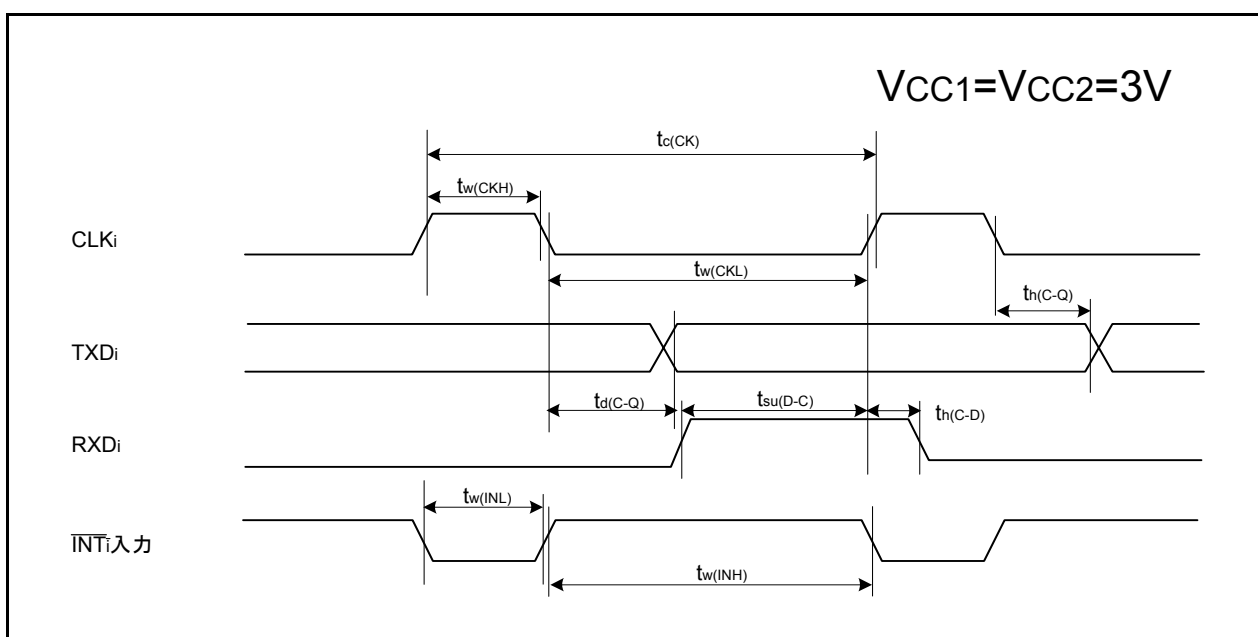 VCC1=VCC2=3V
tc(CK)
tw(CKH)
CLKi
tw(CKL)
th(C-Q)
TXDi
td(C-Q)
tsu(D-C)
th(C-D)
RXDi
tw(INL)
INTi入力
tw(INH)